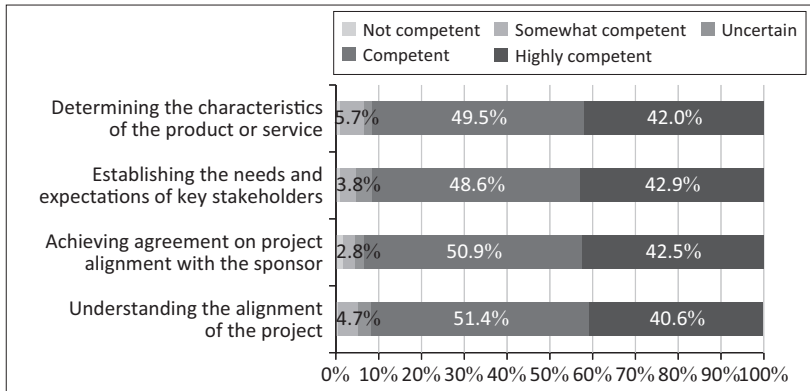 Not competent Somewhat competent Uncertain
Competent Highly competent
Determining the characteristics
of the product or service
5.7% 49.5% 42.0%
Establishing the needs and
expectations of key stakeholders
3.8% 48.6% 42.9%
Achieving agreement on project
alignment with the sponsor
2.8% 50.9% 42.5%
Understanding the alignment
of the project
4.7% 51.4% 40.6%
0% 10% 20% 30% 40% 50% 60% 70% 80% 90% 100%